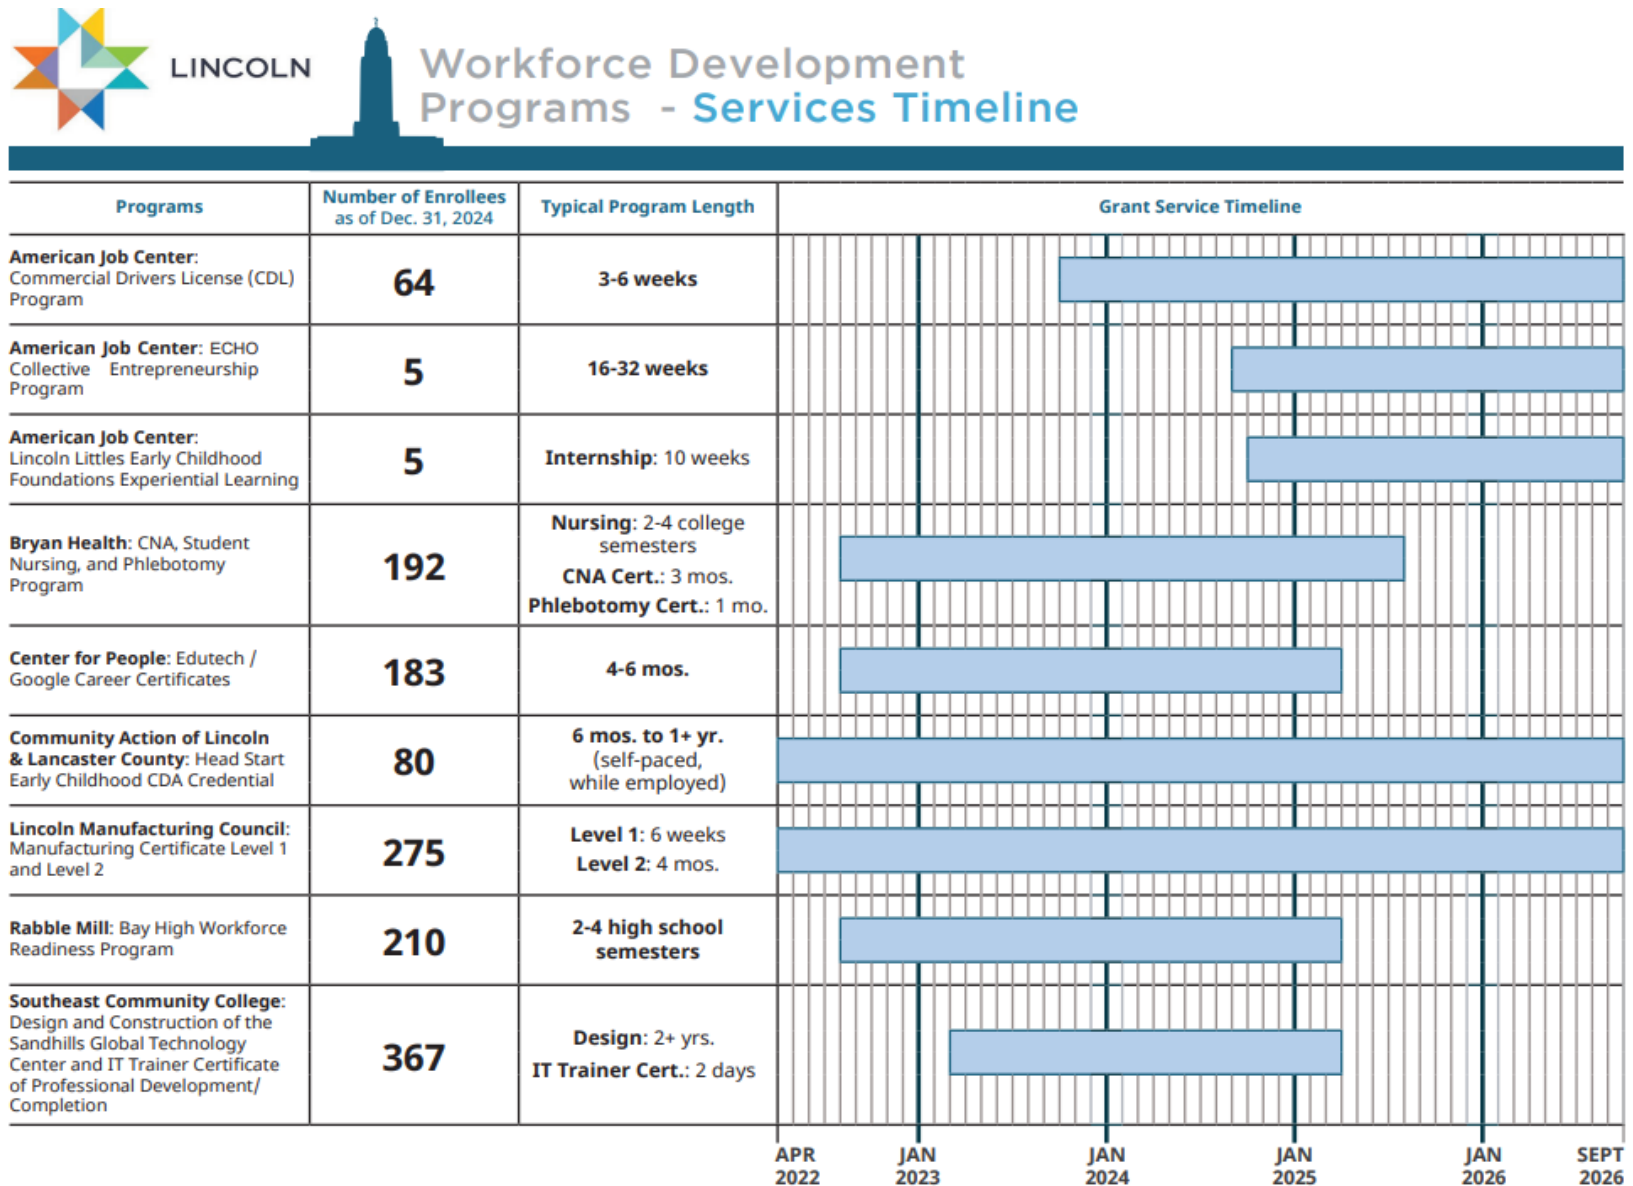 LINCOLN
Workforce Development
Programs - Services Timeline
Programs
Number of Enrollees
as of Dec. 31, 2024
Typical Program Length
Grant Service Timeline
American Job Center:
Commercial Drivers License (CDL)
Program
64
3-6 weeks
American Job Center: ECHO
Collective Entrepreneurship
Program
5
16-32 weeks
American Job Center:
Lincoln Littles Early Childhood
Foundations Experiential Learning
5
Internship: 10 weeks
Bryan Health: CNA, Student
Nursing, and Phlebotomy
Program
192
Nursing: 2-4 college
semesters
CNA Cert.: 3 mos.
Phlebotomy Cert.: 1 mo.
Center for People: Edutech /
Google Career Certificates
183
4-6 mos.
Community Action of Lincoln
& Lancaster County: Head Start
Early Childhood CDA Credential
80
6 mos. to 1+ yr.
(self-paced,
while employed)
Lincoln Manufacturing Council:
Manufacturing Certificate Level 1
and Level 2
275
Level 1: 6 weeks
Level 2: 4 mos.
Rabble Mill: Bay High Workforce
Readiness Program
210
2-4 high school
semesters
Southeast Community College:
Design and Construction of the
Sandhills Global Technology
Center and IT Trainer Certificate
of Professional Development/
Completion
367
Design: 2+ yrs.
IT Trainer Cert.: 2 days
APR
2022
JAN
2023
JAN
2024
JAN
2025
JAN
2026
SEPT
2026